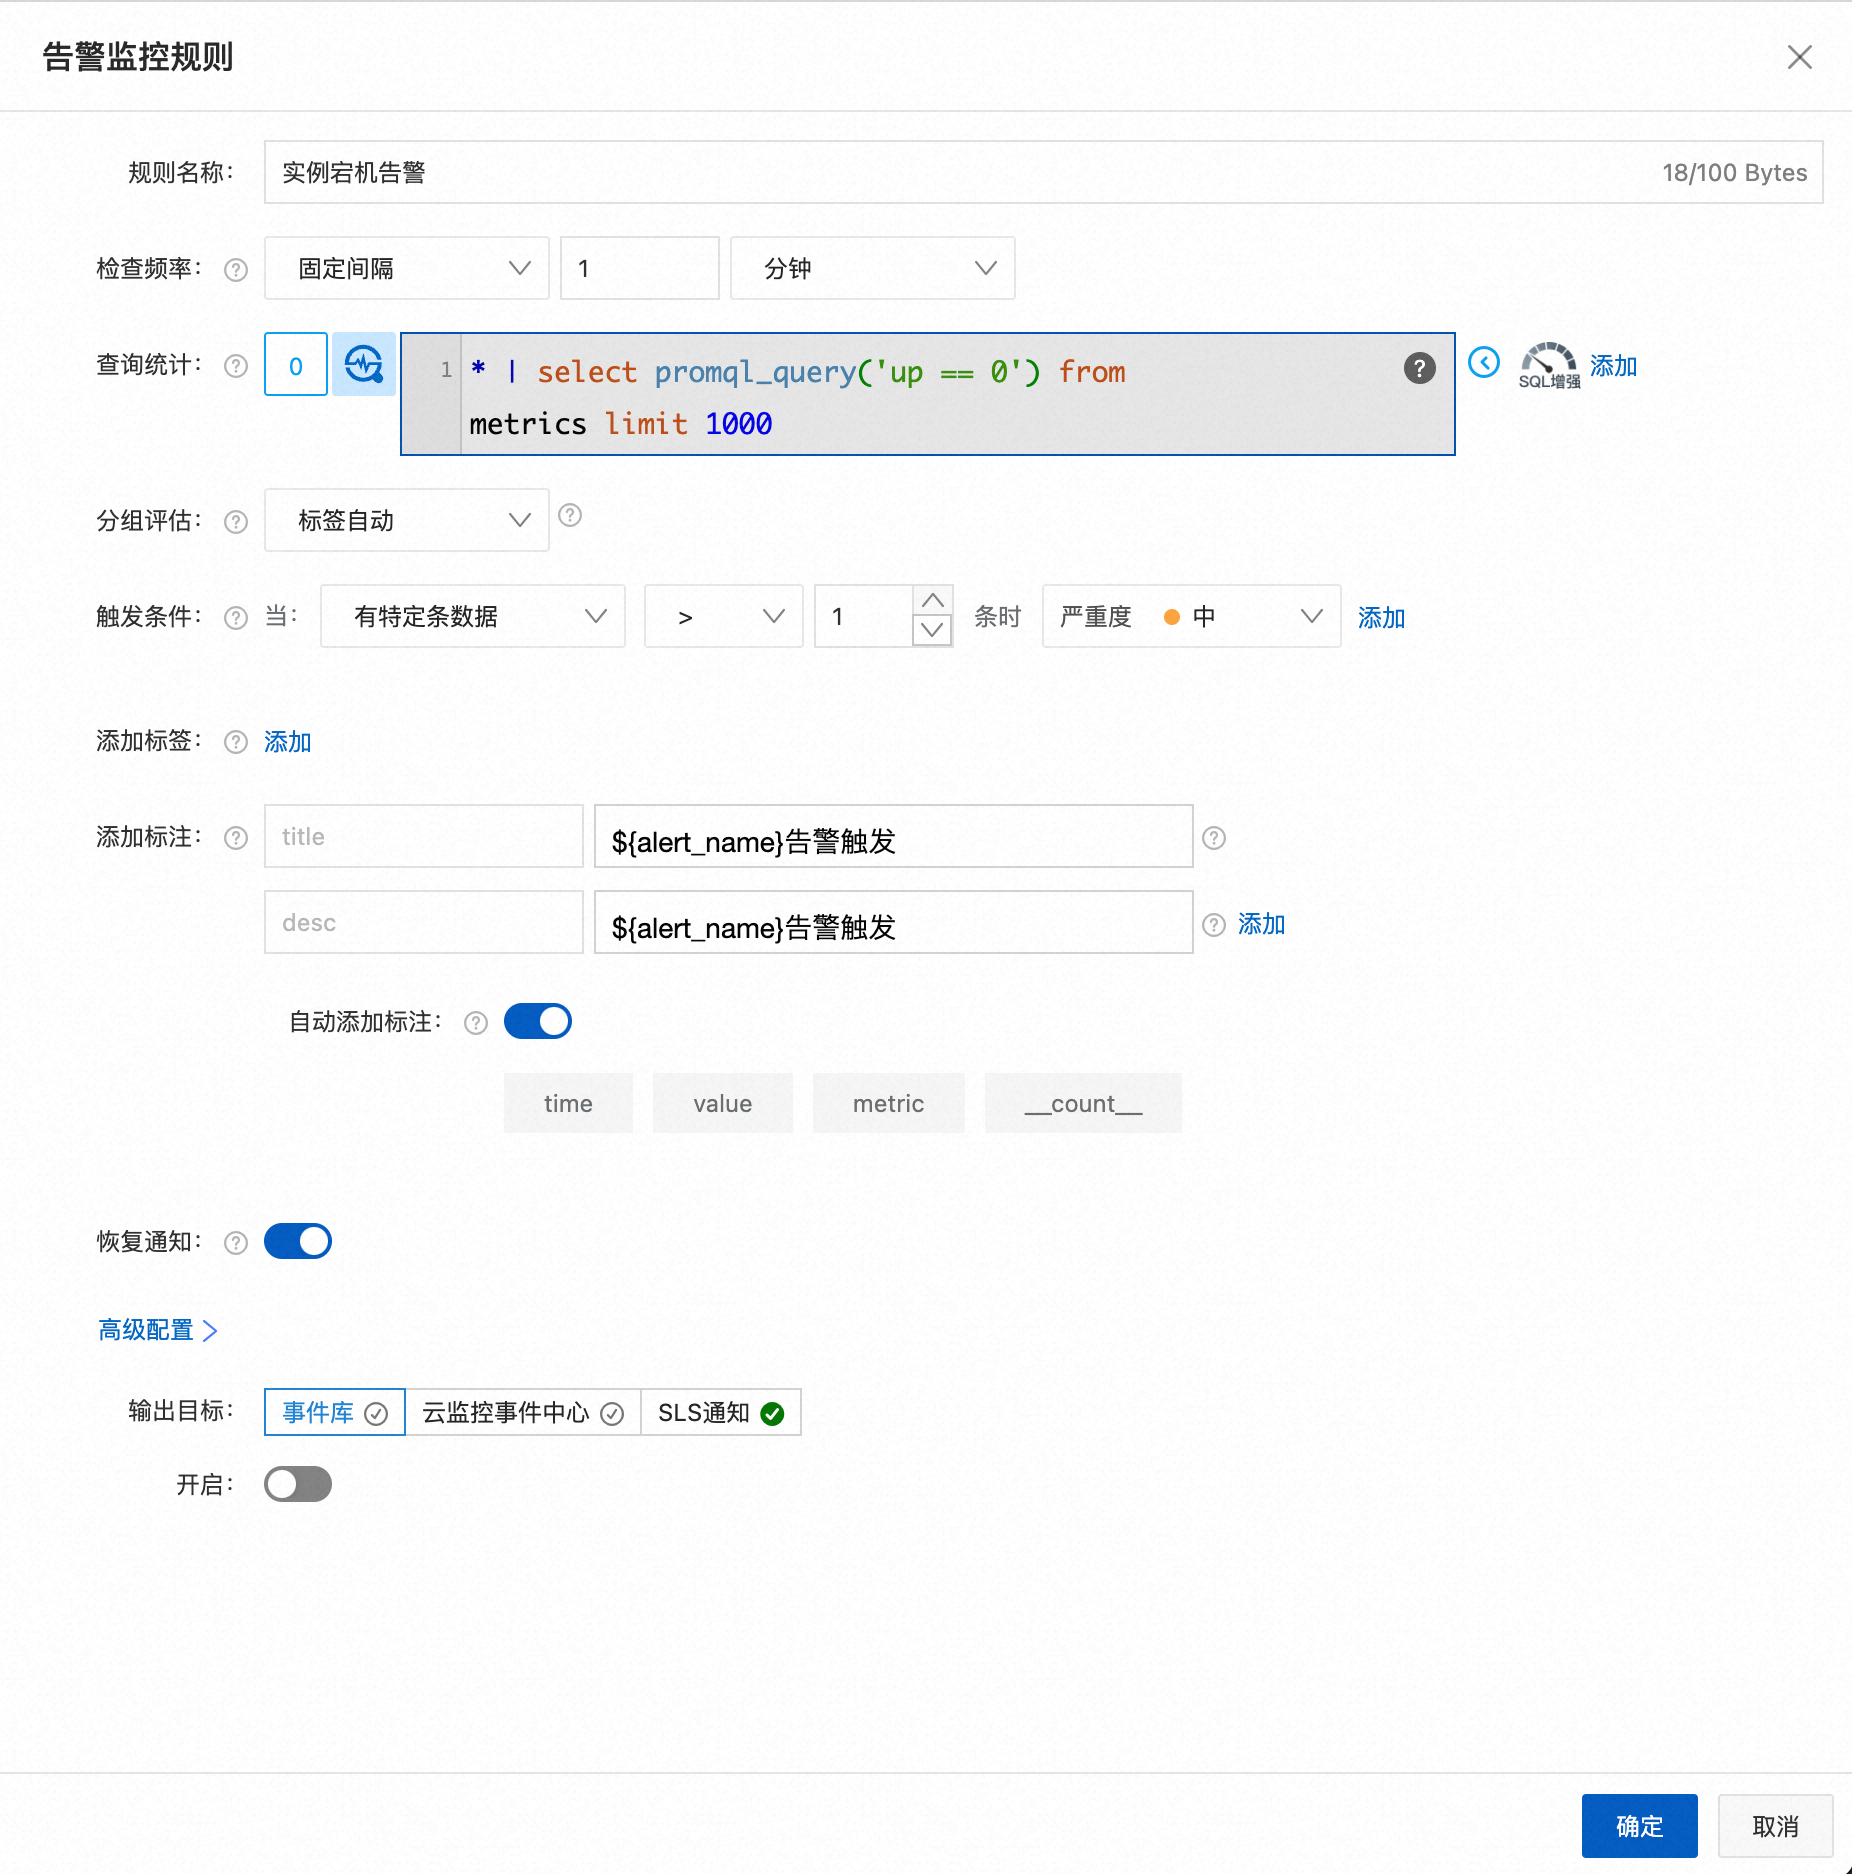 告警监控规则
规则名称： 实例宕机告警 18/100 Bytes
检查频率： 固定间隔 1 分钟
查询统计： 0 1 * | select promql_query('up == 0') from
metrics limit 1000
SQL增强 添加
分组评估： 标签自动
触发条件： 当： 有特定条数据 > 1 条时 严重度 中 添加
添加标签： 添加
添加标注： title ${alert_name}告警触发
desc ${alert_name}告警触发 添加
自动添加标注：
time value metric __count__
恢复通知：
高级配置
输出目标： 事件库 云监控事件中心 SLS通知
开启：
确定 取消